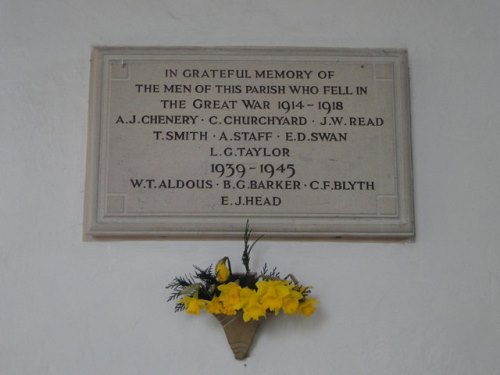 IN GRATEFUL MEMORY OF
THE MEN OF THIS PARISH WHO FELL IN
THE GREAT WAR 1914-1918
A.J. CHENERY · C. CHURCHYARD · J.W. READ
T. SMITH · A. STAFF · E.D. SWAN
L.G. TAYLOR
1939-1945
W.T. ALDOUS · B.G. BARKER · C.F. BLYTH
E.J. HEAD